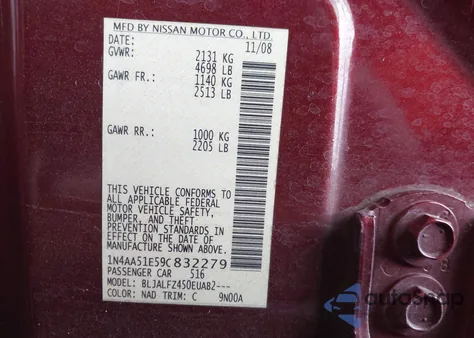 MFD BY NISSAN MOTOR CO., LTD.
DATE: 11/08
GVWR: 2131 KG
4698 LB
GAWR FR.: 1140 KG
2513 LB
GAWR RR.: 1000 KG
2205 LB
THIS VEHICLE CONFORMS TO
ALL APPLICABLE FEDERAL
MOTOR VEHICLE SAFETY,
BUMPER, AND THEFT
PREVENTION STANDARDS
IN EFFECT ON THE DATE OF
MANUFACTURE SHOWN ABOVE.
1N4AA51E59C832279
PASSENGER CAR 516
MODEL: BLJALFZ450EUAB2---
COLOR: NAD TRIM: C 9N00A
autoSnap